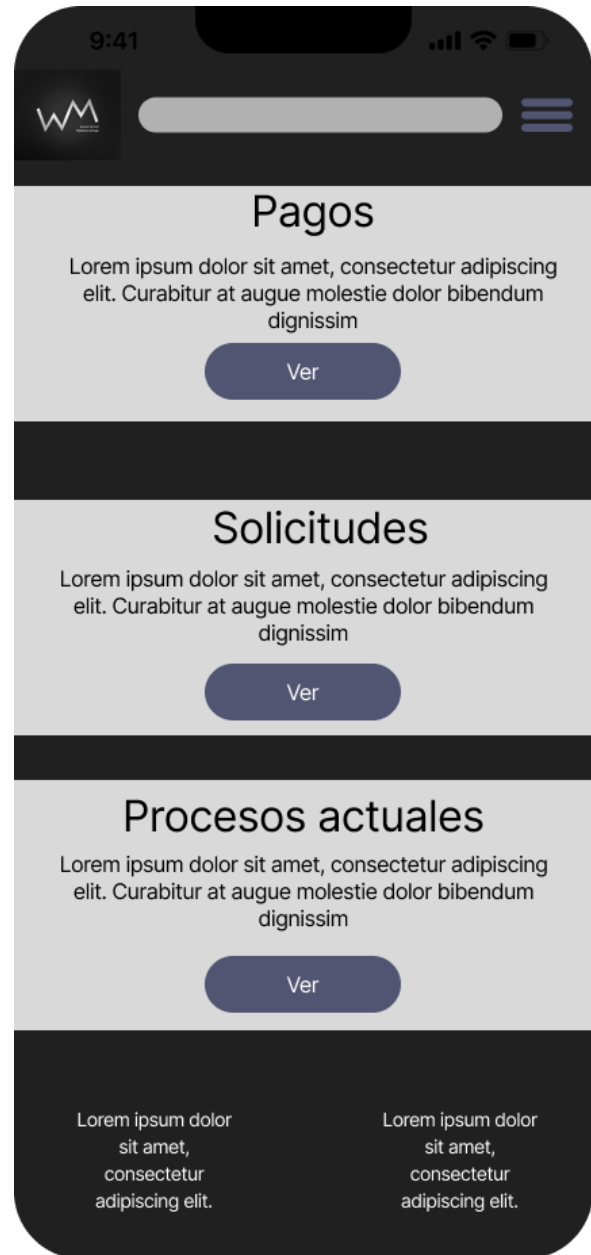 9:41
WM
Pagos
Lorem ipsum dolor sit amet, consectetur adipiscing
elit. Curabitur at augue molestie dolor bibendum
dignissim
Ver
Solicitudes
Lorem ipsum dolor sit amet, consectetur adipiscing
elit. Curabitur at augue molestie dolor bibendum
dignissim
Ver
Procesos actuales
Lorem ipsum dolor sit amet, consectetur adipiscing
elit. Curabitur at augue molestie dolor bibendum
dignissim
Ver
Lorem ipsum dolor
sit amet,
consectetur
adipiscing elit.
Lorem ipsum dolor
sit amet,
consectetur
adipiscing elit.